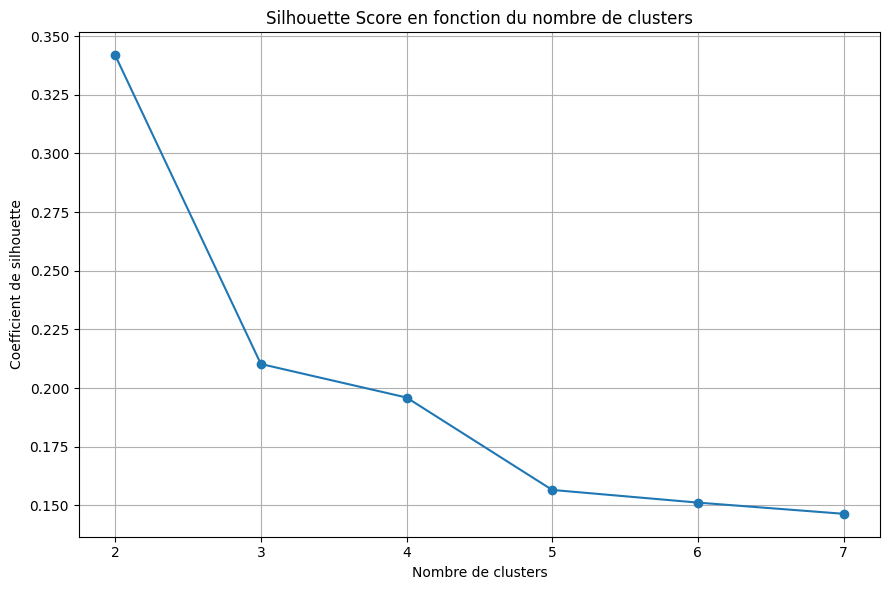 Silhouette Score en fonction du nombre de clusters
Coefficient de silhouette
0.350
0.325
0.300
0.275
0.250
0.225
0.200
0.175
0.150
2 3 4 5 6 7
Nombre de clusters